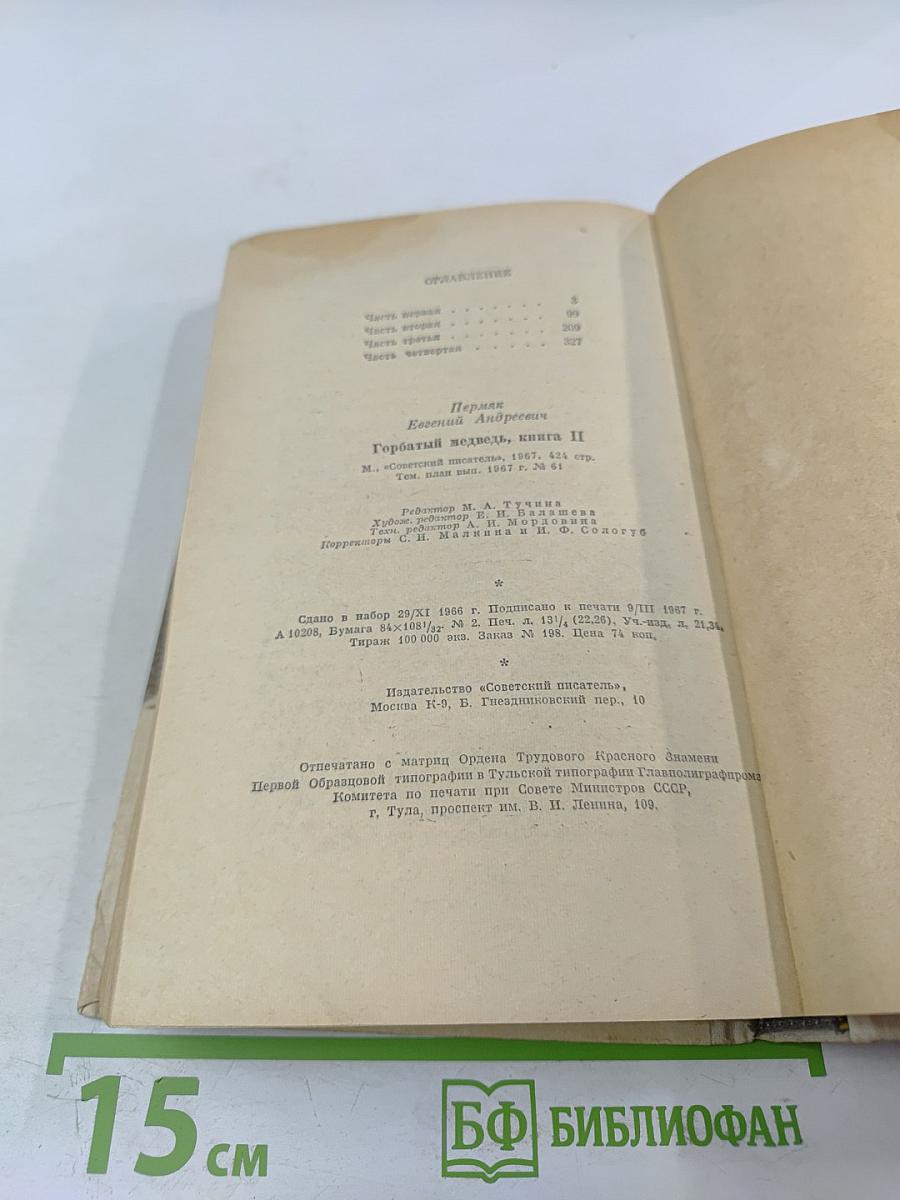 ОГЛАВЛЕНИЕ
Часть первая . . . . . . . 3
Часть вторая . . . . . . . 99
Часть третья . . . . . . . 209
Часть четвертая . . . . . 327
Пермяк
Евгений Андреевич
Горбатый медведь, книга II
М., «Советский писатель», 1967, 424 стр.
Тем. план вып. 1967 г. № 61
Редактор М. А. Тучина
Худож. редактор Е. И. Балашева
Техн. редактор А. И. Мордовина
Корректоры С. И. Малкина и И. Ф. Сологуб
*
Сдано в набор 29/XI 1966 г. Подписано к печати 9/III 1967 г.
А 10208, Бумага 84×108¹/₃₂. № 2. Печ. л. 13¹/₄ (22,26), Уч.-изд. л. 21,34.
Тираж 100 000 экз. Заказ № 198. Цена 74 коп.
*
Издательство «Советский писатель»,
Москва К-9, Б. Гнездниковский пер., 10
Отпечатано с матриц Ордена Трудового Красного Знамени
Первой Образцовой типографии в Тульской типографии Главполиграфпрома
Комитета по печати при Совете Министров СССР,
г. Тула, проспект им. В. И. Ленина, 109.
15 см
БФ БИБЛИОФАН